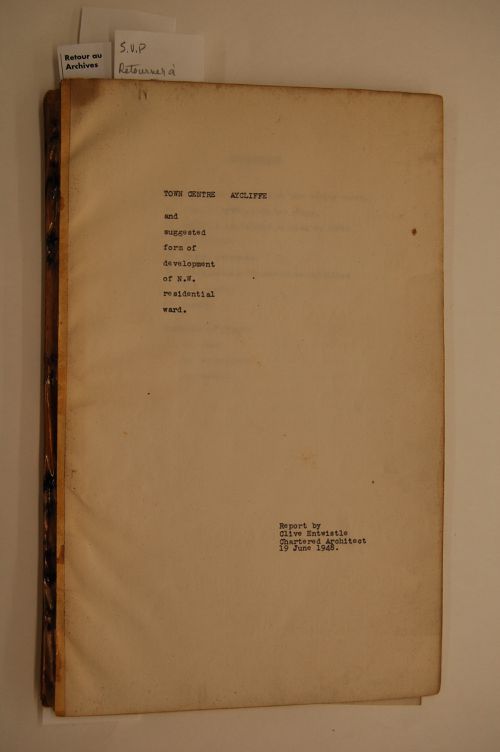 Retour au
Archives
S.V.P
Retourner à
TOWN CENTRE AYCLIFFE
and
suggested
form of
development
of N.W.
residential
ward.
Report by
Clive Entwistle
Chartered Architect
19 June 1948.